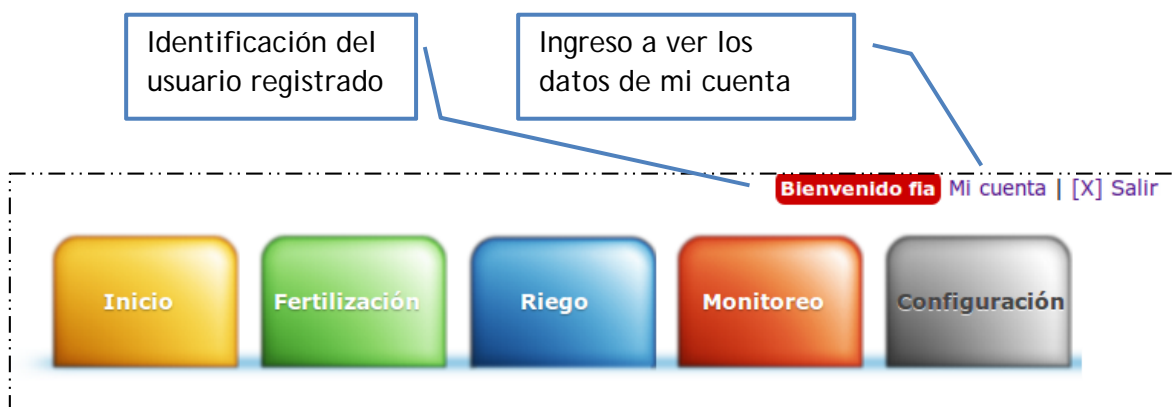 Identificación del
usuario registrado
Ingreso a ver los
datos de mi cuenta
Bienvenido fia Mi cuenta | [X] Salir
Inicio
Fertilización
Riego
Monitoreo
Configuración